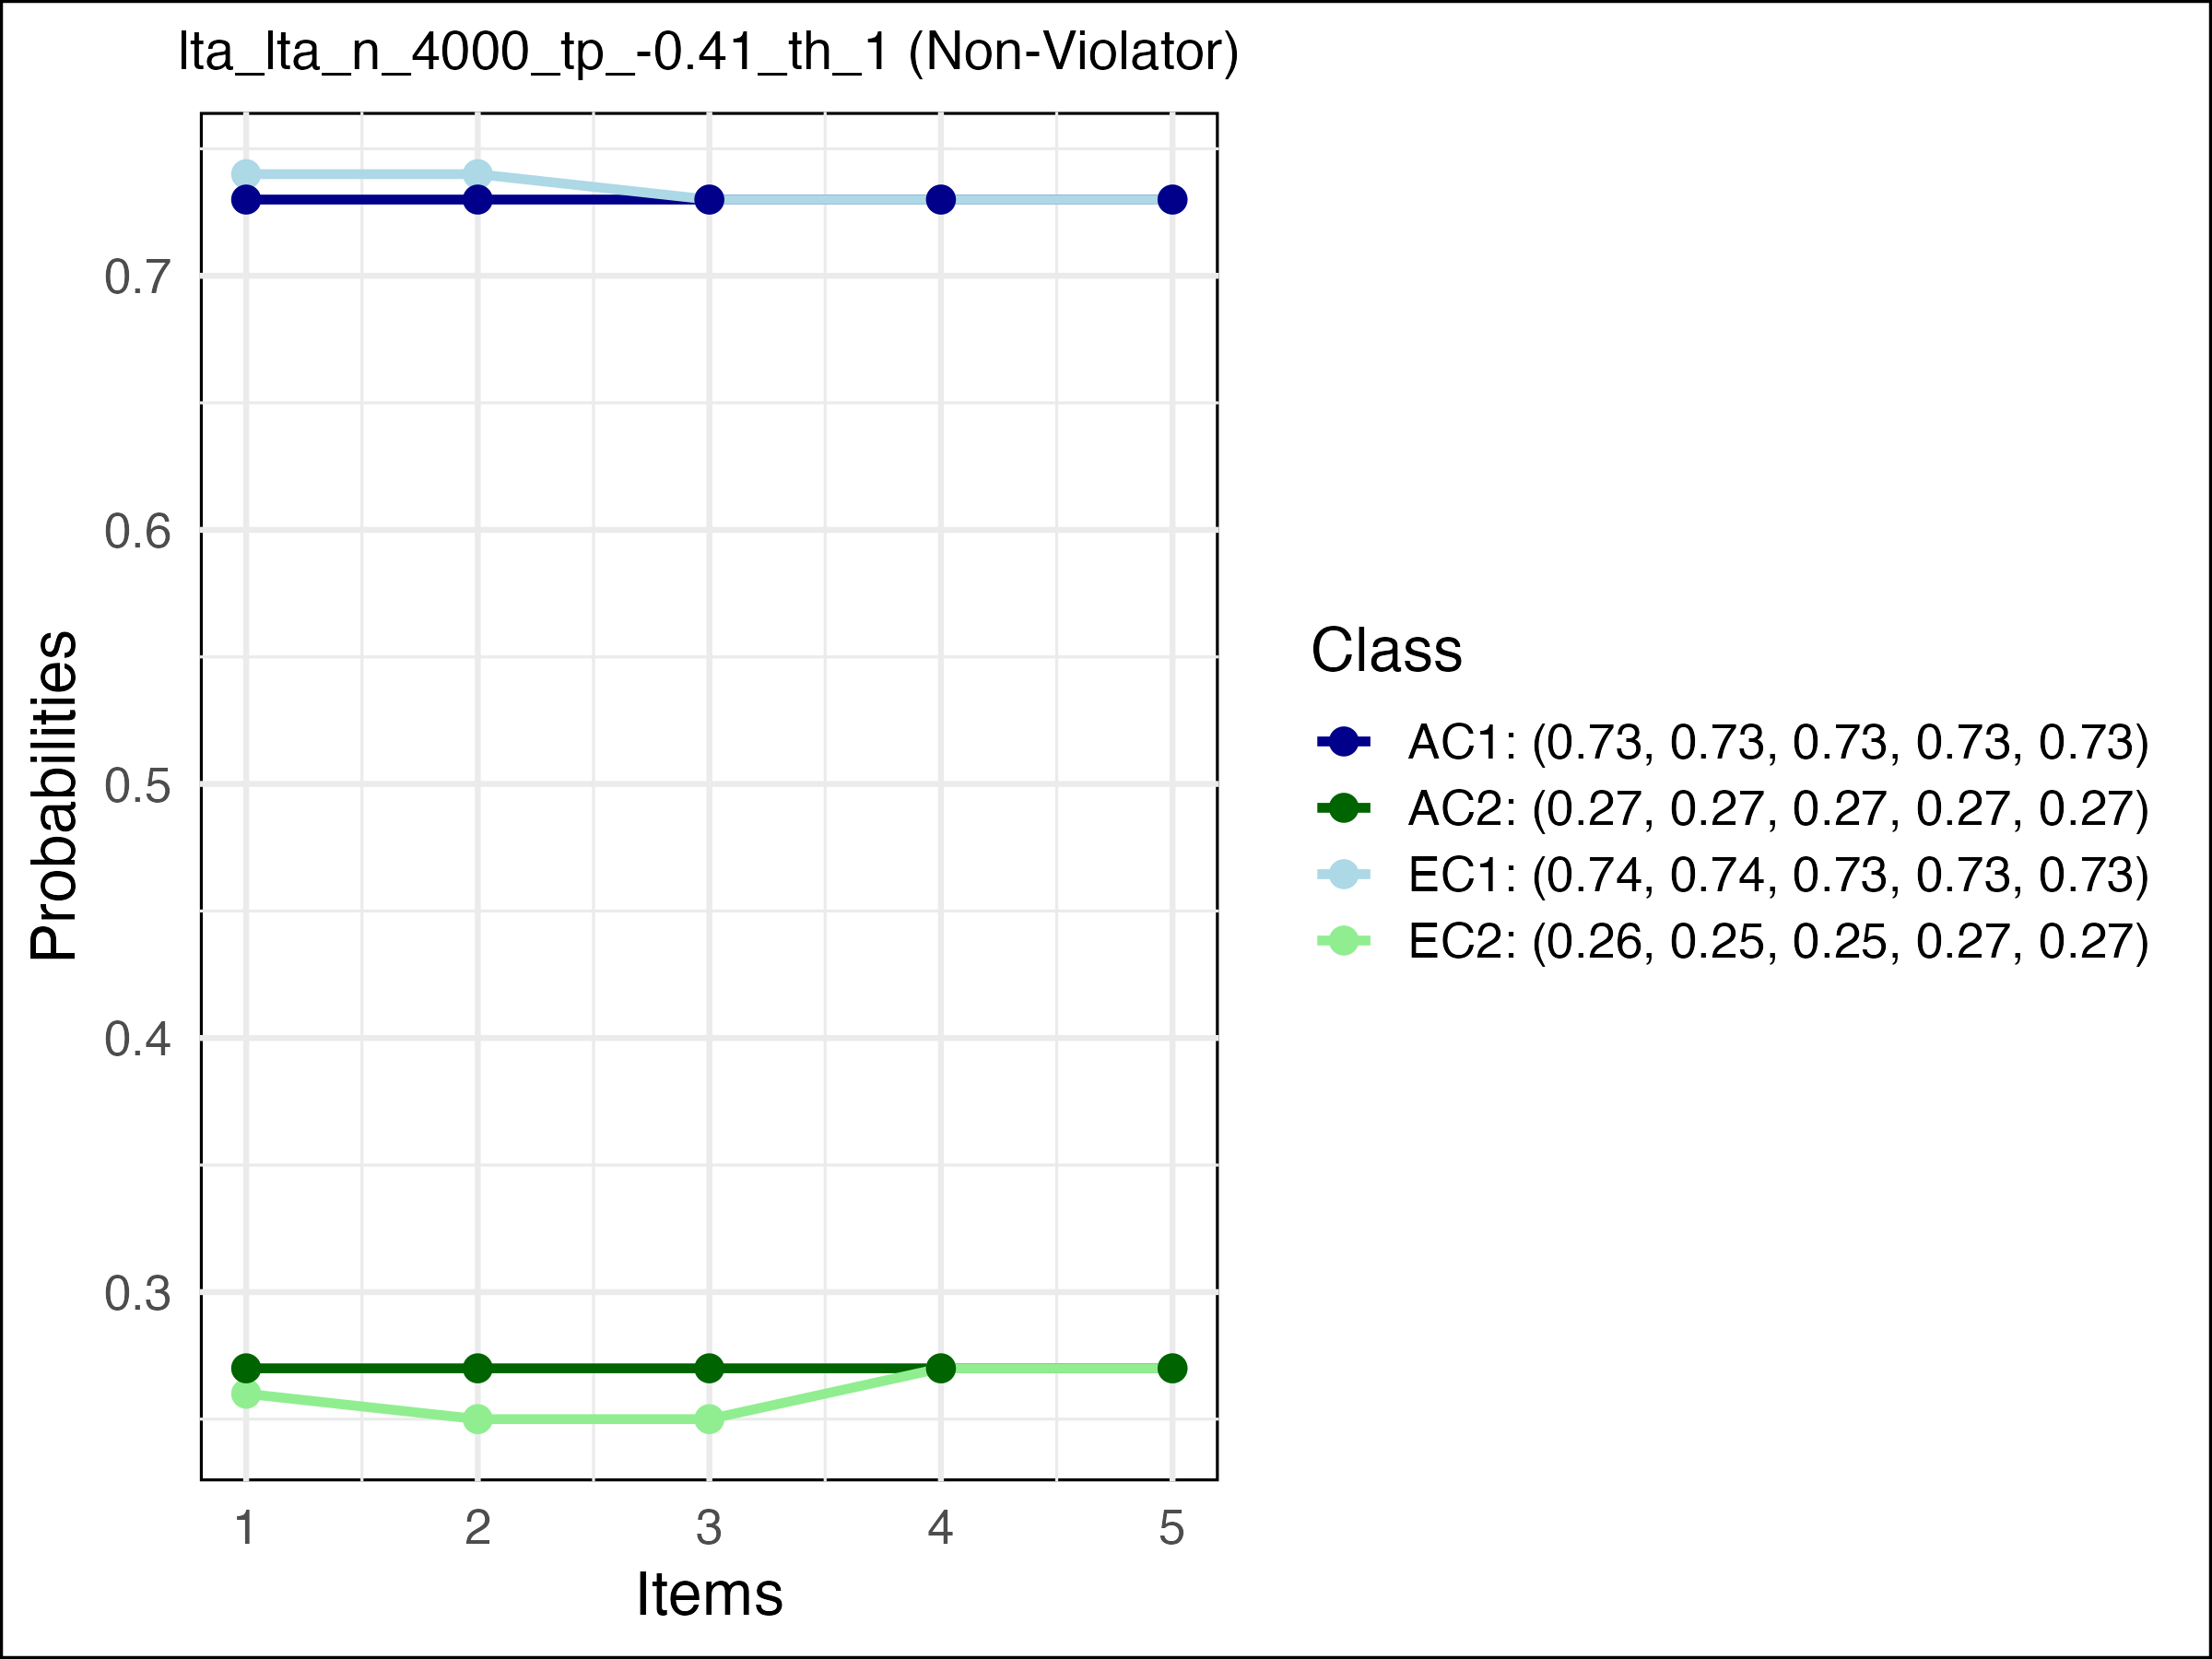 lta_lta_n_4000_tp_-0.41_th_1 (Non-Violator)
Probabilities
0.7
0.6
0.5
0.4
0.3
1 2 3 4 5
Items
Class
AC1: (0.73, 0.73, 0.73, 0.73, 0.73)
AC2: (0.27, 0.27, 0.27, 0.27, 0.27)
EC1: (0.74, 0.74, 0.73, 0.73, 0.73)
EC2: (0.26, 0.25, 0.25, 0.27, 0.27)